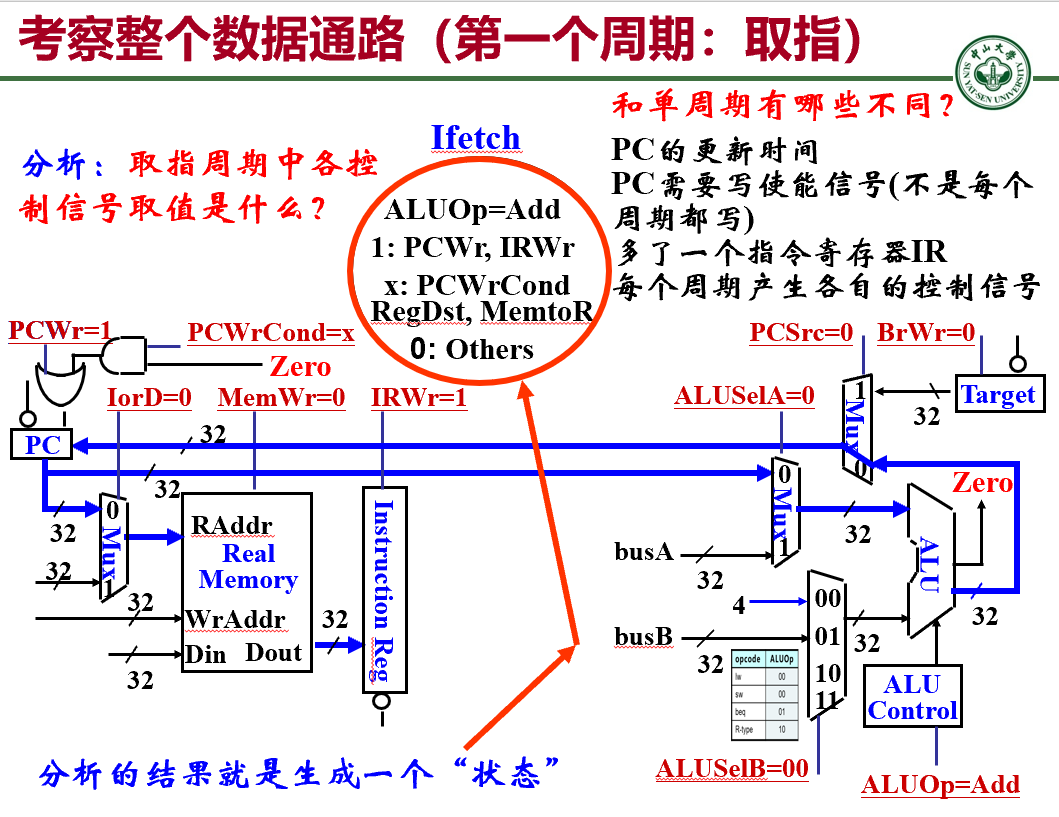 考察整个数据通路（第一个周期：取指）
中山大学
SUN YAT-SEN UNIVERSITY
和单周期有哪些不同？
PC的更新时间
PC需要写使能信号(不是每个
周期都写)
多了一个指令寄存器IR
每个周期产生各自的控制信号
分析：取指周期中各控
制信号取值是什么？
Ifetch
ALUOp=Add
1: PCWr, IRWr
x: PCWrCond
RegDst, MemtoR
0: Others
PCWr=1
PCWrCond=x
Zero
PCSrc=0
BrWr=0
IorD=0
MemWr=0
IRWr=1
ALUSelA=0
1
Mux
0
32
Target
PC
32
32
32
0
Mux
1
32
32
RAddr
Real
Memory
WrAddr
Din
Dout
32
32
Instruction Reg
0
Mux
1
busA
32
32
4
busB
32
00
01
10
11
32
Zero
ALU
32
opcode ALUOp
lw 00
sw 00
beq 01
R-type 10
ALU
Control
ALUSelB=00
ALUOp=Add
分析的结果就是生成一个“状态”